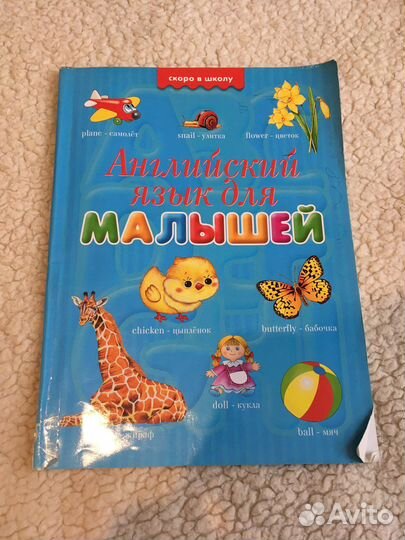 скоро в школу
plane - самолёт
snail - улитка
flower - цветок
Английский
язык для
МАЛЫШЕЙ
chicken - цыплёнок
butterfly - бабочка
doll - кукла
ball - мяч
Avito